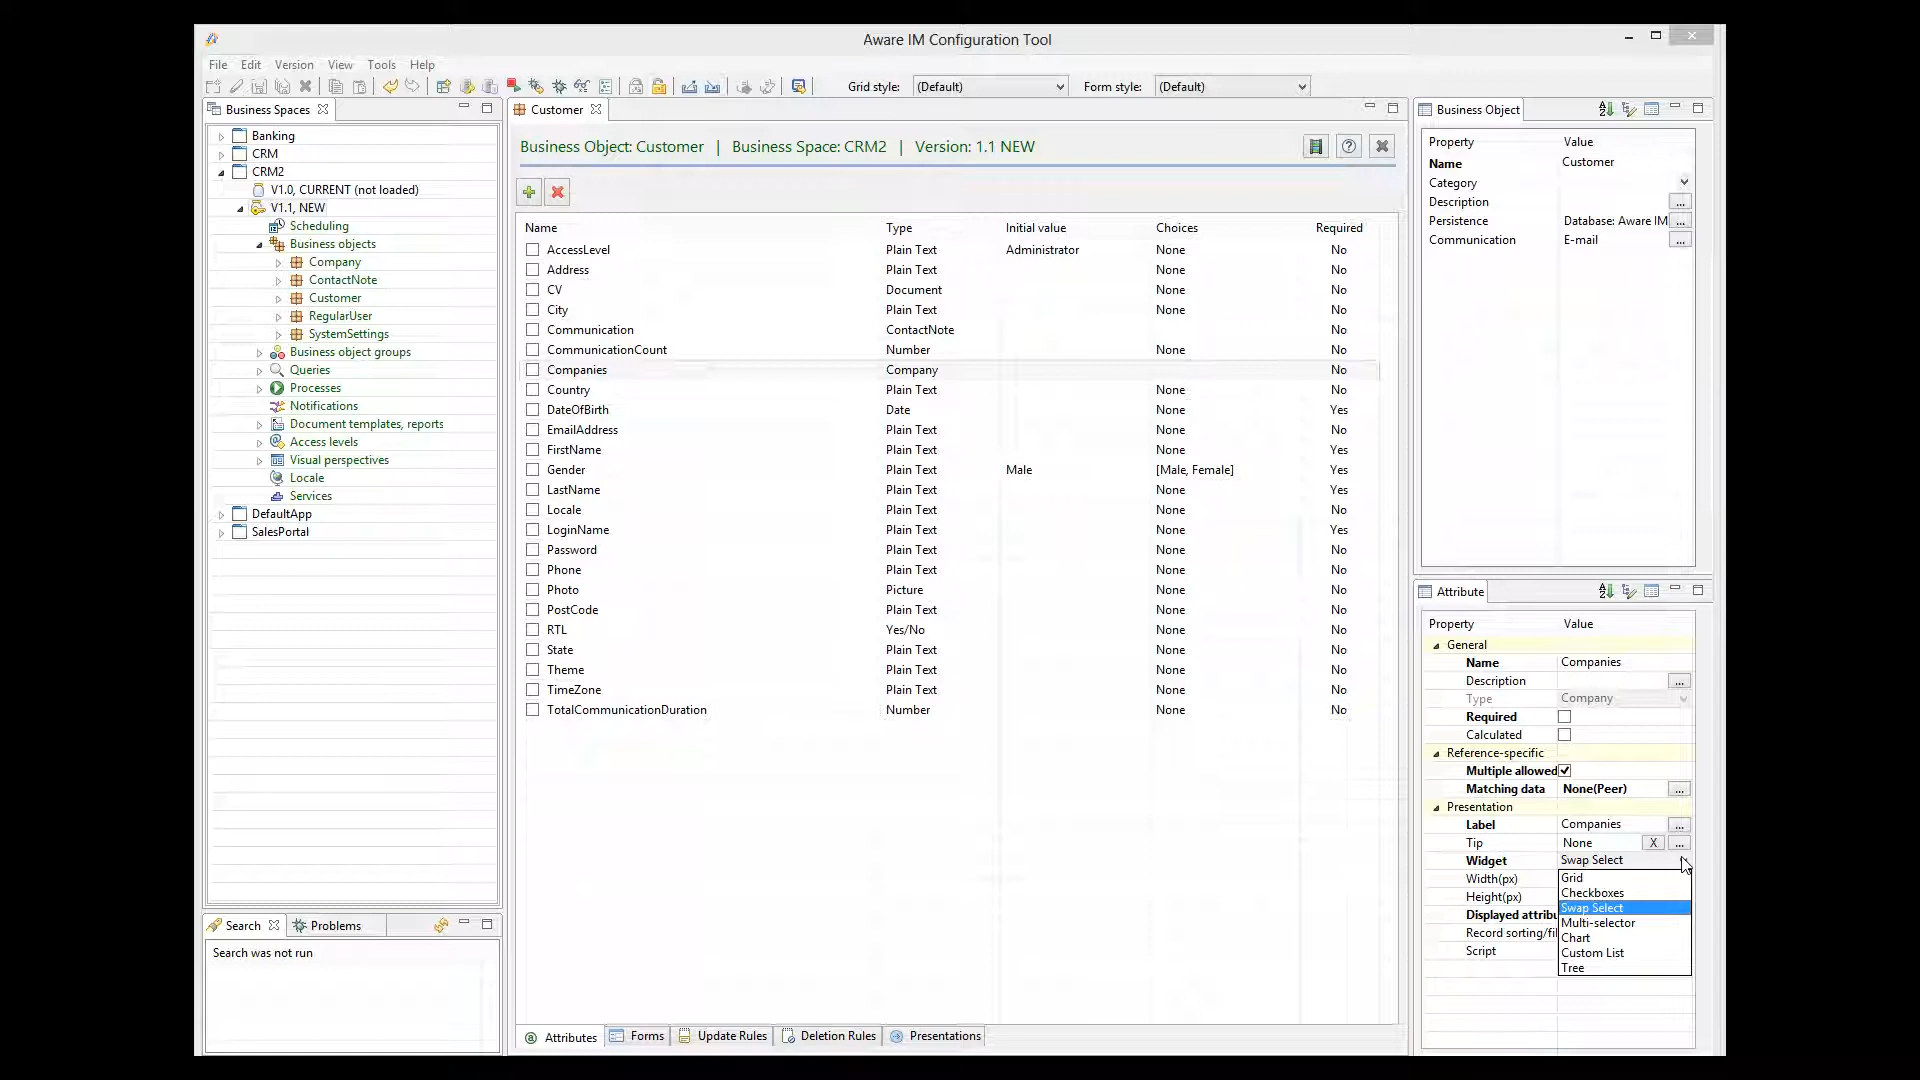 Aware IM Configuration Tool
File Edit Version View Tools Help
Grid style: (Default) Form style: (Default)
Business Spaces
Banking
CRM
CRM2
V1.0, CURRENT (not loaded)
V1.1, NEW
Scheduling
Business objects
Company
ContactNote
Customer
RegularUser
SystemSettings
Business object groups
Queries
Processes
Notifications
Document templates, reports
Access levels
Visual perspectives
Locale
Services
DefaultApp
SalesPortal
Search Problems
Search was not run
Customer
Business Object: Customer | Business Space: CRM2 | Version: 1.1 NEW
Name Type Initial value Choices Required
AccessLevel Plain Text Administrator None No
Address Plain Text None No
CV Document None No
City Plain Text None No
Communication ContactNote No
CommunicationCount Number None No
Companies Company No
Country Plain Text None No
DateOfBirth Date None Yes
EmailAddress Plain Text None No
FirstName Plain Text None Yes
Gender Plain Text Male [Male, Female] Yes
LastName Plain Text None Yes
Locale Plain Text None No
LoginName Plain Text None Yes
Password Plain Text None No
Phone Plain Text None No
Photo Picture None No
PostCode Plain Text None No
RTL Yes/No None No
State Plain Text None No
Theme Plain Text None No
TimeZone Plain Text None No
TotalCommunicationDuration Number None No
Attributes Forms Update Rules Deletion Rules Presentations
Business Object
Property Value
Name Customer
Category
Description ...
Persistence Database: Aware IM ...
Communication E-mail ...
Attribute
Property Value
General
Name Companies
Description ...
Type Company
Required
Calculated
Reference-specific
Multiple allowed
Matching data None(Peer) ...
Presentation
Label Companies ...
Tip None X ...
Widget Swap Select
Width(px) Grid
Checkboxes
Height(px)
Swap Select
Displayed attribu
Multi-selector
Record sorting/fil Chart
Script Custom List
Tree